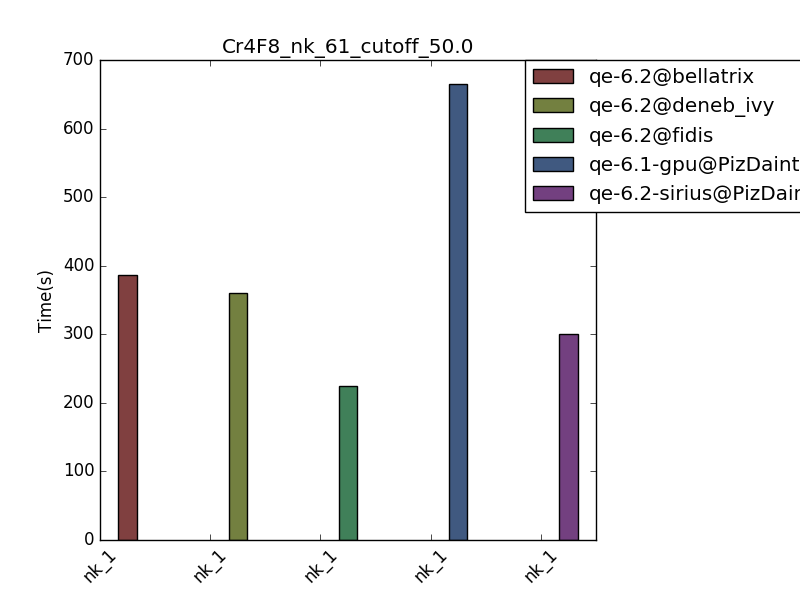 Cr4F8_nk_61_cutoff_50.0
700
600
500
400
300
200
100
0
Time(s)
nk_1
nk_1
nk_1
nk_1
nk_1
qe-6.2@bellatrix
qe-6.2@deneb_ivy
qe-6.2@fidis
qe-6.1-gpu@PizDaint
qe-6.2-sirius@PizDain